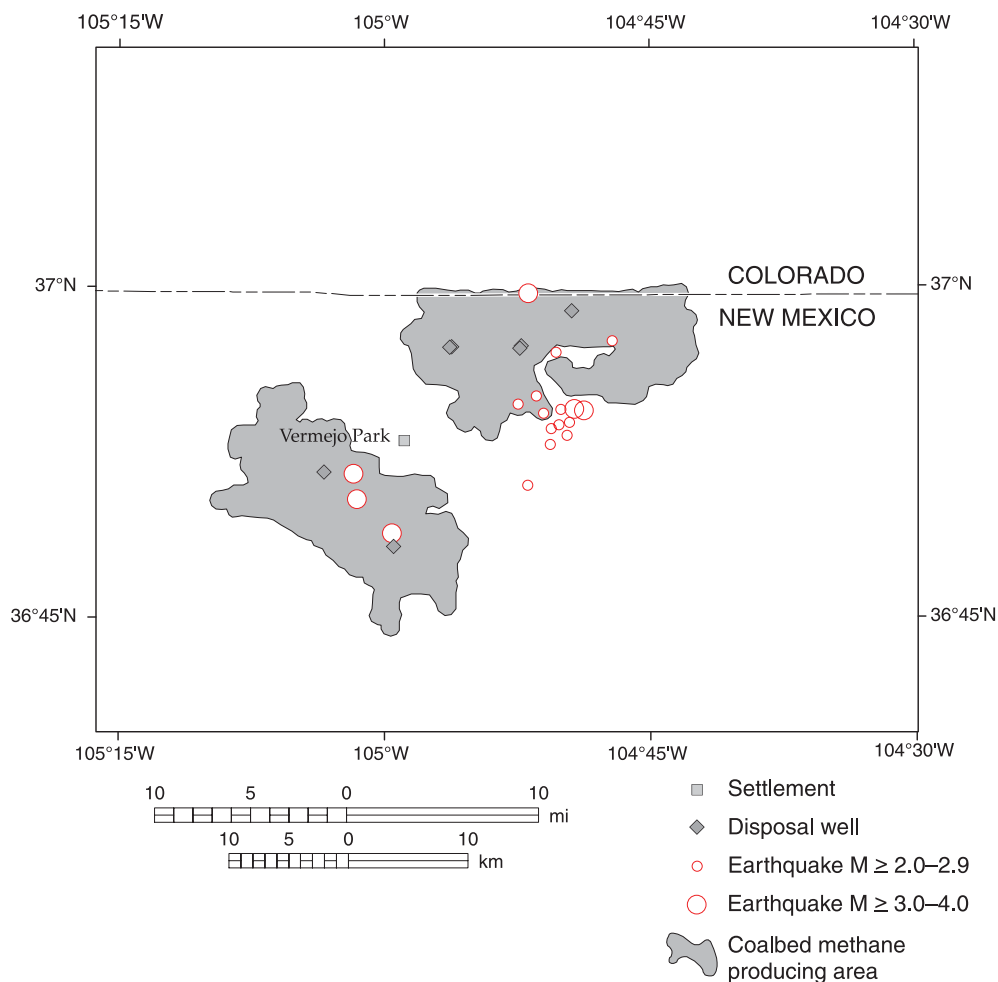 105°15'W 105°W 104°45'W 104°30'W
37°N 37°N
COLORADO
NEW MEXICO
Vermejo Park
36°45'N 36°45'N
105°15'W 105°W 104°45'W 104°30'W
10 5 0 10
mi
10 5 0 10
km
Settlement
Disposal well
Earthquake M ≥ 2.0–2.9
Earthquake M ≥ 3.0–4.0
Coalbed methane
producing area